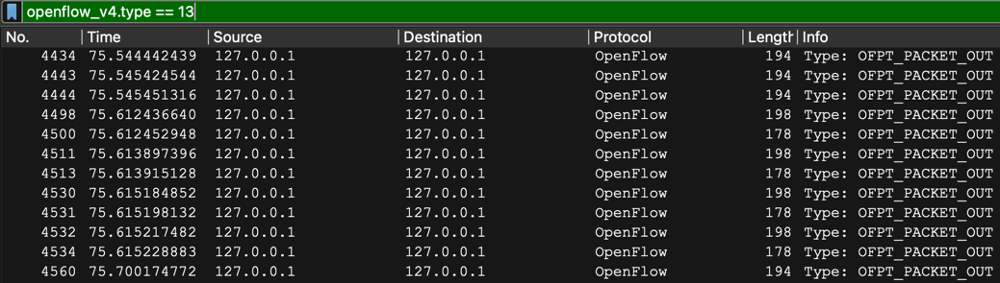 openflow_v4.type == 13
No. Time Source Destination Protocol Length Info
4434 75.544442439 127.0.0.1 127.0.0.1 OpenFlow 194 Type: OFPT_PACKET_OUT
4443 75.545424544 127.0.0.1 127.0.0.1 OpenFlow 194 Type: OFPT_PACKET_OUT
4444 75.545451316 127.0.0.1 127.0.0.1 OpenFlow 194 Type: OFPT_PACKET_OUT
4498 75.612436640 127.0.0.1 127.0.0.1 OpenFlow 198 Type: OFPT_PACKET_OUT
4500 75.612452948 127.0.0.1 127.0.0.1 OpenFlow 178 Type: OFPT_PACKET_OUT
4511 75.613897396 127.0.0.1 127.0.0.1 OpenFlow 198 Type: OFPT_PACKET_OUT
4513 75.613915128 127.0.0.1 127.0.0.1 OpenFlow 178 Type: OFPT_PACKET_OUT
4530 75.615184852 127.0.0.1 127.0.0.1 OpenFlow 198 Type: OFPT_PACKET_OUT
4531 75.615198132 127.0.0.1 127.0.0.1 OpenFlow 178 Type: OFPT_PACKET_OUT
4532 75.615217482 127.0.0.1 127.0.0.1 OpenFlow 198 Type: OFPT_PACKET_OUT
4534 75.615228883 127.0.0.1 127.0.0.1 OpenFlow 178 Type: OFPT_PACKET_OUT
4560 75.700174772 127.0.0.1 127.0.0.1 OpenFlow 194 Type: OFPT_PACKET_OUT